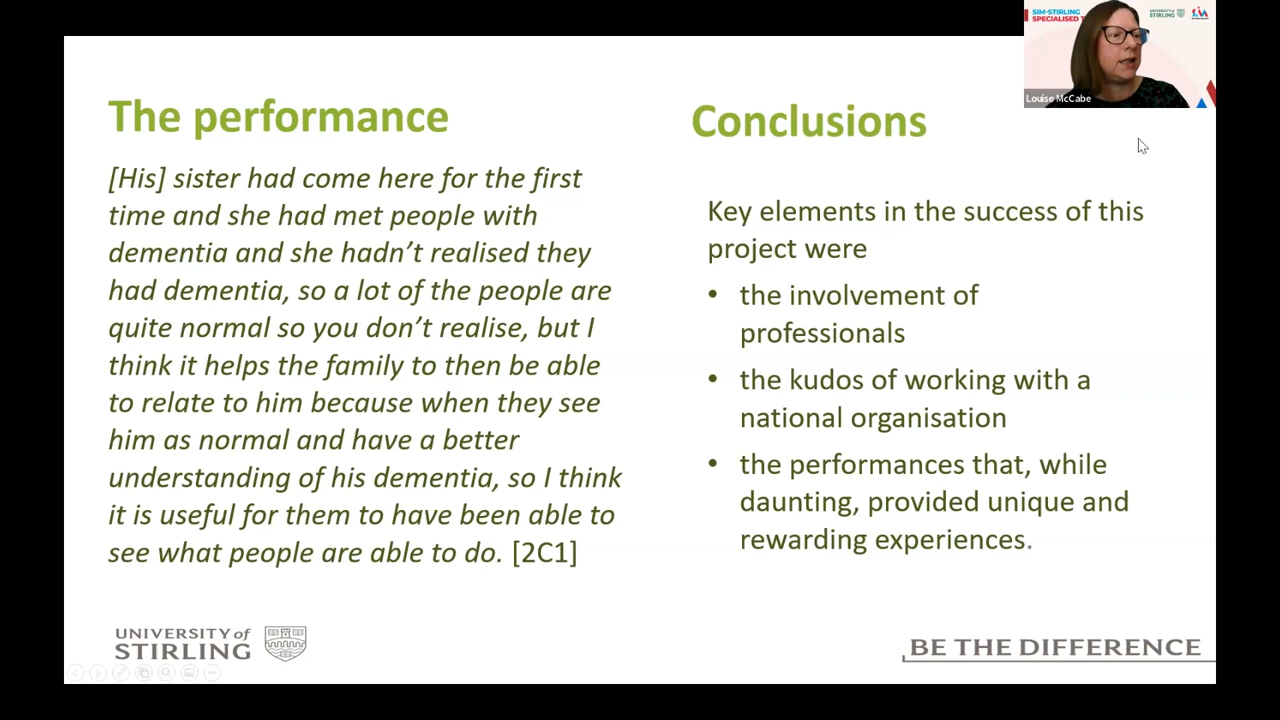 SIM-STIRLING
SPECIALISED T
UNIVERSITY of
STIRLING
Louise McCabe
The performance
[His] sister had come here for the first
time and she had met people with
dementia and she hadn’t realised they
had dementia, so a lot of the people are
quite normal so you don’t realise, but I
think it helps the family to then be able
to relate to him because when they see
him as normal and have a better
understanding of his dementia, so I think
it is useful for them to have been able to
see what people are able to do. [2C1]
Conclusions
Key elements in the success of this
project were
• the involvement of
professionals
• the kudos of working with a
national organisation
• the performances that, while
daunting, provided unique and
rewarding experiences.
UNIVERSITY of
STIRLING
BE THE DIFFERENCE